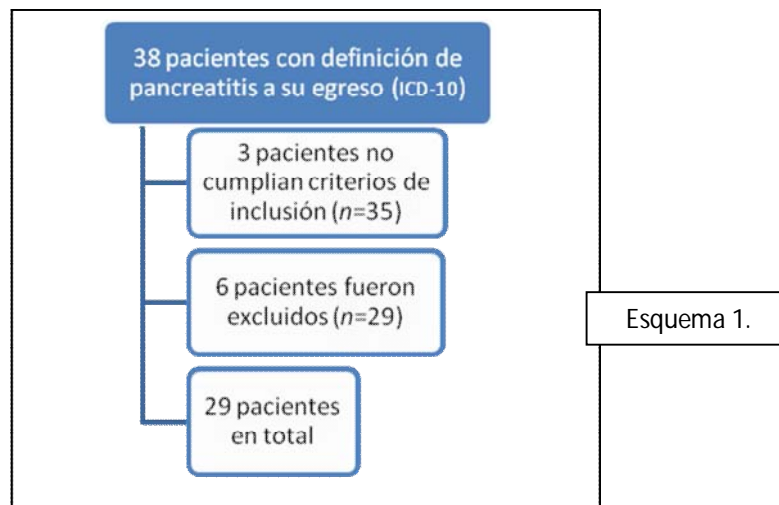 38 pacientes con definición de
pancreatitis a su egreso (ICD-10)
3 pacientes no
cumplian criterios de
inclusión (n=35)
6 pacientes fueron
excluidos (n=29)
Esquema 1.
29 pacientes
en total